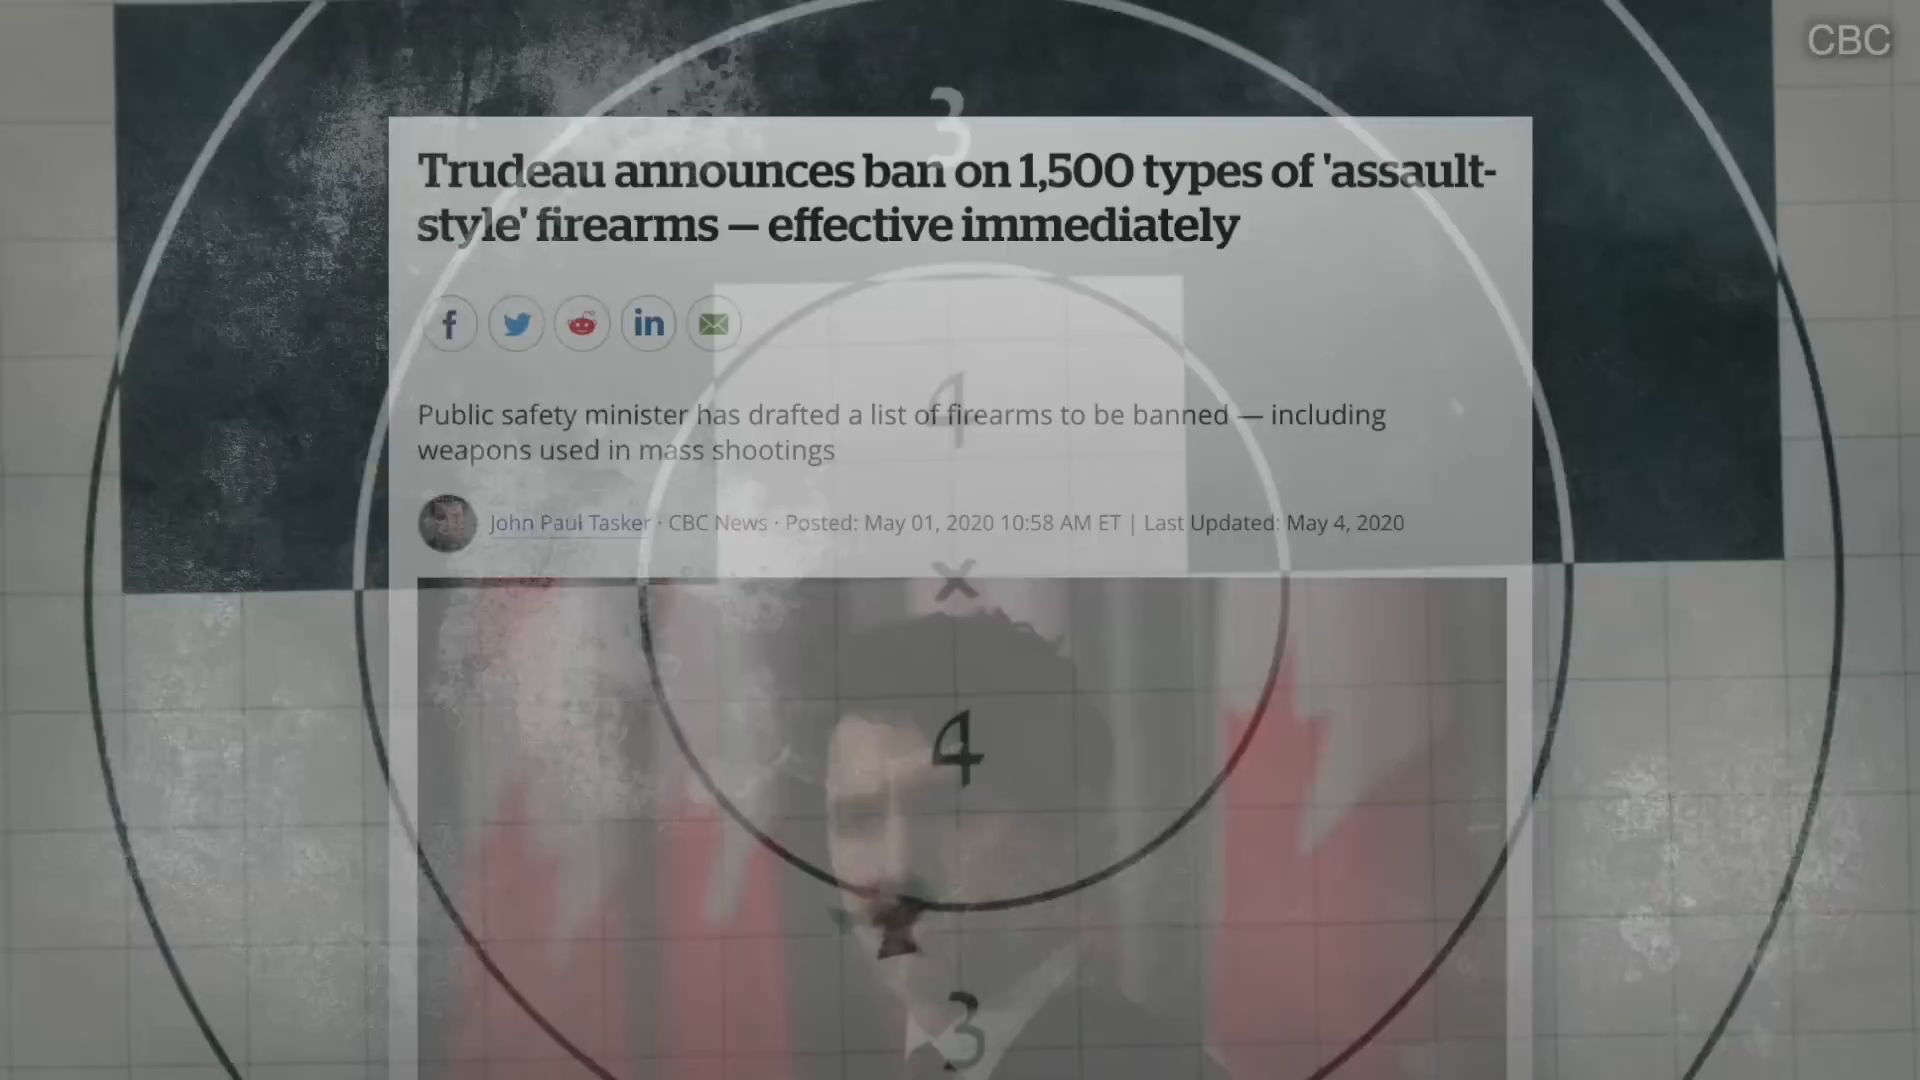 CBC
3
Trudeau announces ban on 1,500 types of 'assault-
style' firearms — effective immediately
f in
4
Public safety minister has drafted a list of firearms to be banned — including
weapons used in mass shootings
John Paul Tasker · CBC News · Posted: May 01, 2020 10:58 AM ET | Last Updated: May 4, 2020
X
4
3